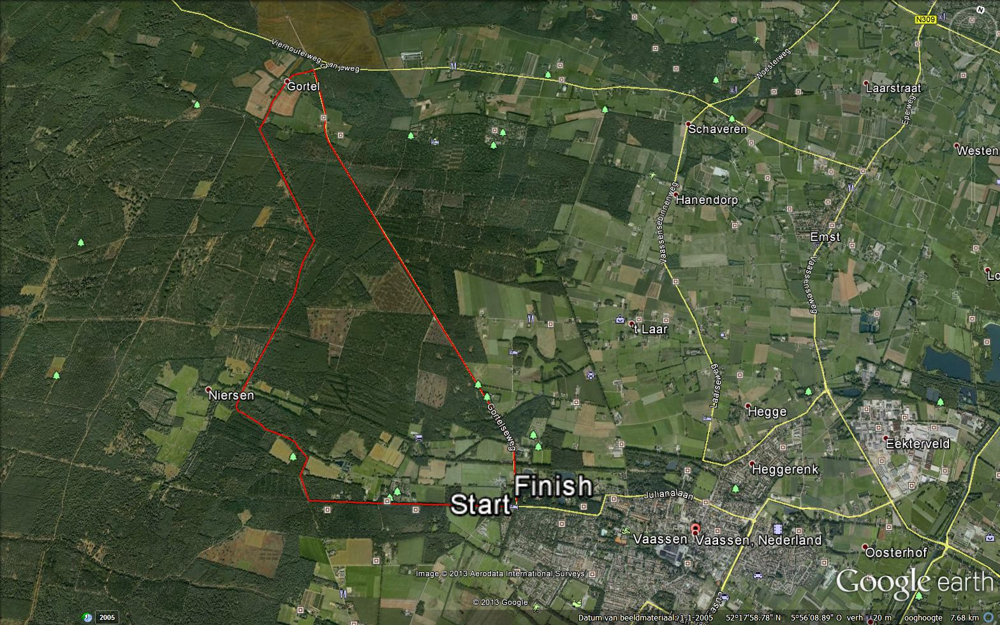 N309
N
Vierhouterweg
Woesterweg
Gortel
Laarstraat
Eperweg
Schaveren
Westen
Hanendorp
Vaassensebinnenweg
Emst
Vaassenseweg
Lo
't Laar
Laarseweg
Niersen
Hegge
Gortelseweg
Eekterveld
Heggerenk
Finish
Start
Julianalaan
Vaassen
Vaassen, Nederland
Oosterhof
Image © 2013 Aerodata International Surveys
Google earth
© 2013 Google
2005
Datum van beeldmateriaal: 1-1-2005 52°17'58.78" N 5°56'08.89" O verh 20 m ooghoogte 7.68 km